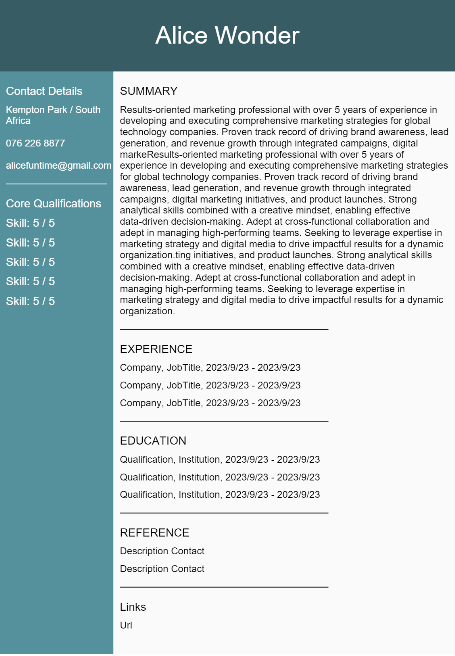 Alice Wonder
Contact Details
Kempton Park / South
Africa
076 226 8877
alicefuntime@gmail.com
Core Qualifications
Skill: 5 / 5
Skill: 5 / 5
Skill: 5 / 5
Skill: 5 / 5
Skill: 5 / 5
SUMMARY
Results-oriented marketing professional with over 5 years of experience in
developing and executing comprehensive marketing strategies for global
technology companies. Proven track record of driving brand awareness, lead
generation, and revenue growth through integrated campaigns, digital
markeResults-oriented marketing professional with over 5 years of
experience in developing and executing comprehensive marketing strategies
for global technology companies. Proven track record of driving brand
awareness, lead generation, and revenue growth through integrated
campaigns, digital marketing initiatives, and product launches. Strong
analytical skills combined with a creative mindset, enabling effective
data-driven decision-making. Adept at cross-functional collaboration and
adept in managing high-performing teams. Seeking to leverage expertise in
marketing strategy and digital media to drive impactful results for a dynamic
organization.ting initiatives, and product launches. Strong analytical skills
combined with a creative mindset, enabling effective data-driven
decision-making. Adept at cross-functional collaboration and adept in
managing high-performing teams. Seeking to leverage expertise in
marketing strategy and digital media to drive impactful results for a dynamic
organization.
EXPERIENCE
Company, JobTitle, 2023/9/23 - 2023/9/23
Company, JobTitle, 2023/9/23 - 2023/9/23
Company, JobTitle, 2023/9/23 - 2023/9/23
EDUCATION
Qualification, Institution, 2023/9/23 - 2023/9/23
Qualification, Institution, 2023/9/23 - 2023/9/23
Qualification, Institution, 2023/9/23 - 2023/9/23
REFERENCE
Description Contact
Description Contact
Links
Url